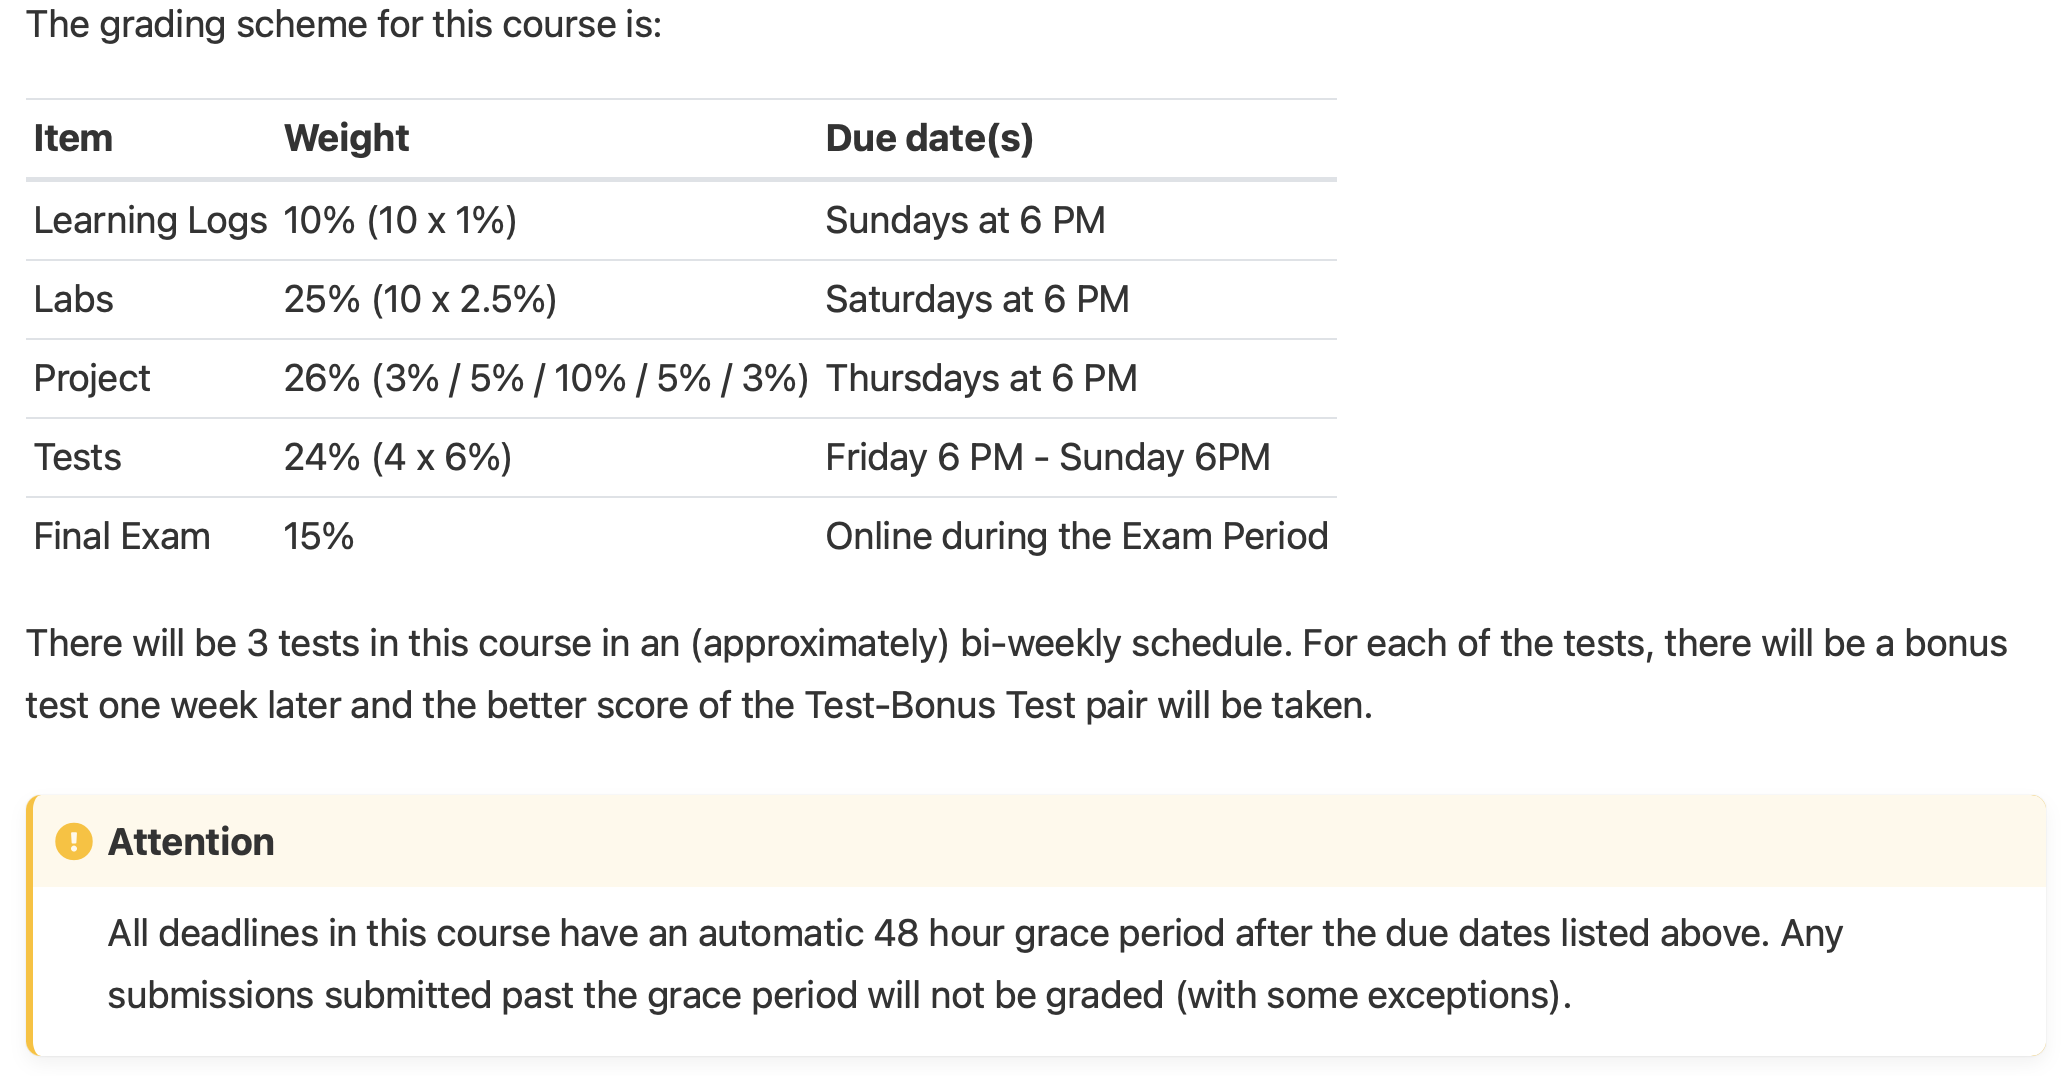 The grading scheme for this course is:
Item Weight Due date(s)
Learning Logs 10% (10 x 1%) Sundays at 6 PM
Labs 25% (10 x 2.5%) Saturdays at 6 PM
Project 26% (3% / 5% / 10% / 5% / 3%) Thursdays at 6 PM
Tests 24% (4 x 6%) Friday 6 PM - Sunday 6PM
Final Exam 15% Online during the Exam Period
There will be 3 tests in this course in an (approximately) bi-weekly schedule. For each of the tests, there will be a bonus
test one week later and the better score of the Test-Bonus Test pair will be taken.
Attention
All deadlines in this course have an automatic 48 hour grace period after the due dates listed above. Any
submissions submitted past the grace period will not be graded (with some exceptions).